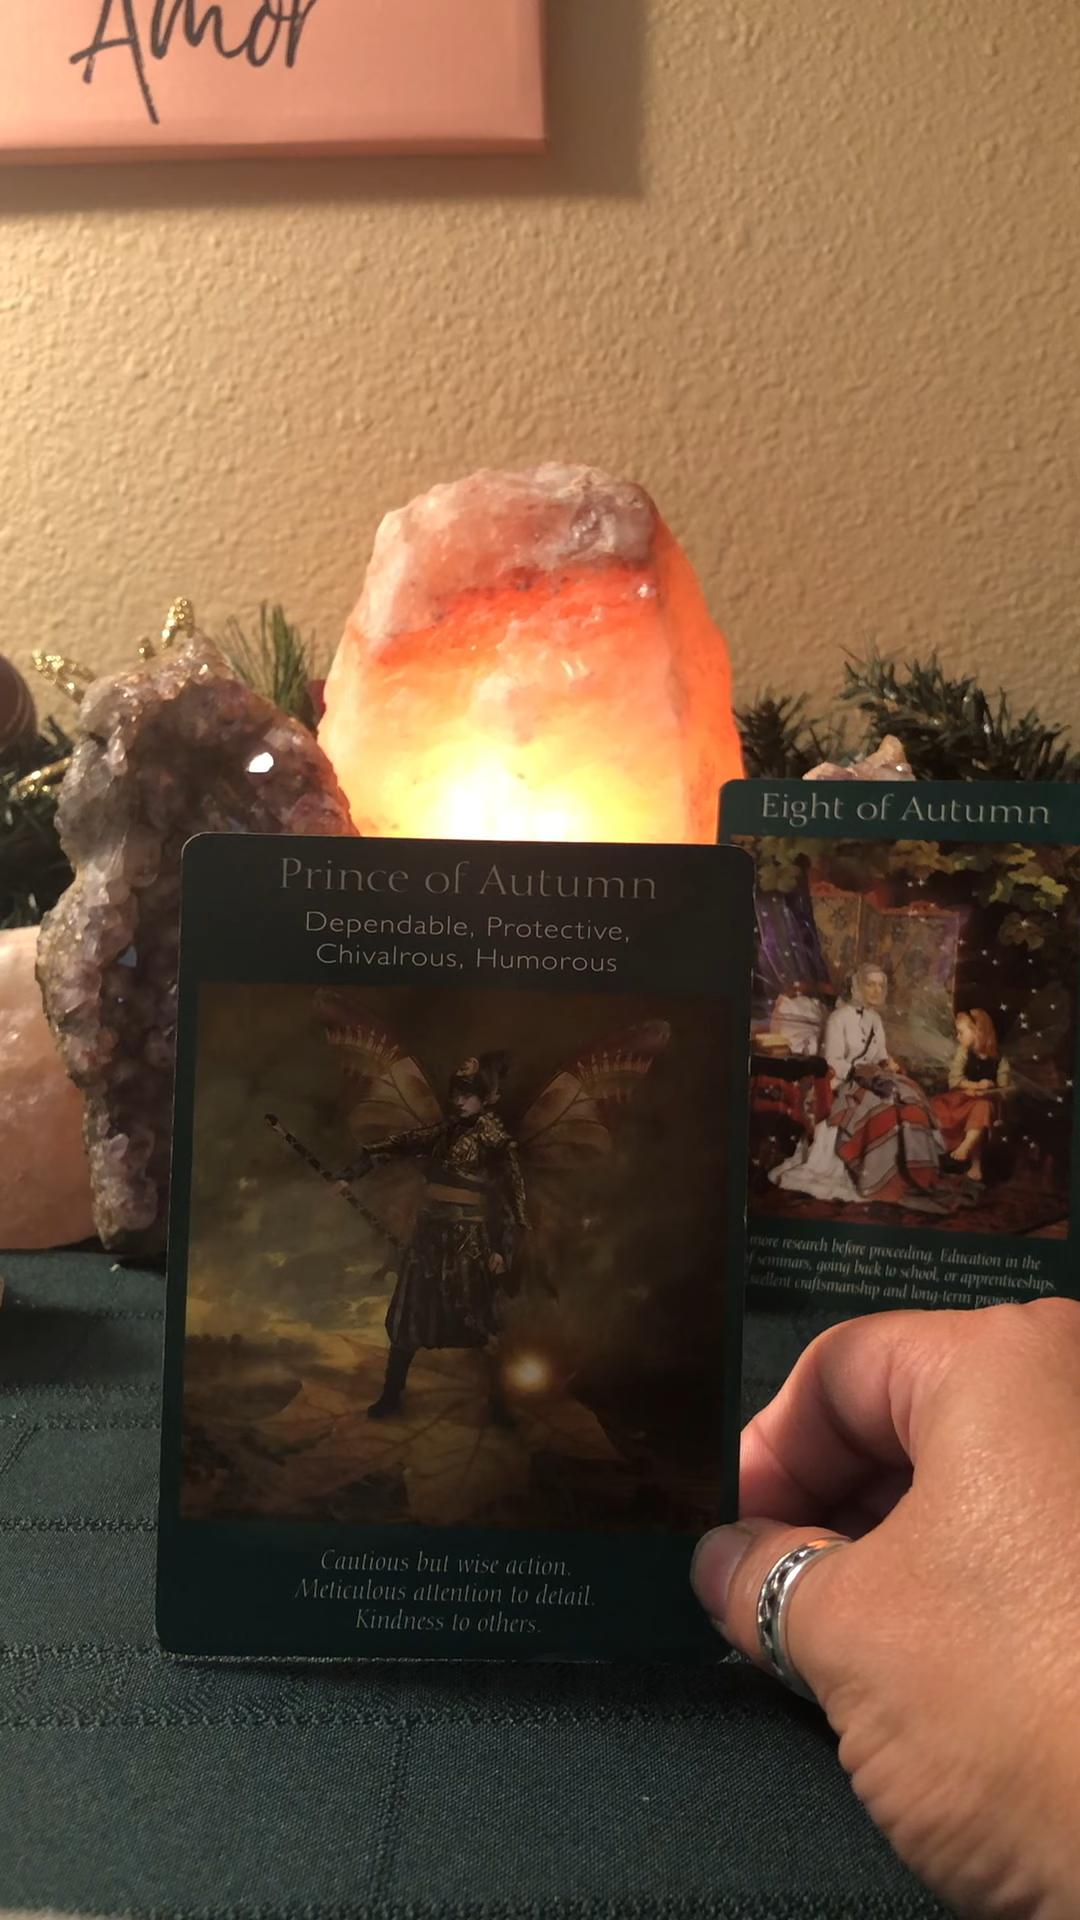 Amor
Prince of Autumn
Dependable, Protective,
Chivalrous, Humorous
Cautious but wise action.
Meticulous attention to detail.
Kindness to others.
Eight of Autumn
more research before proceeding. Education in the
seminars, going back to school, or apprenticeships.
craftsmanship and long-term projects.